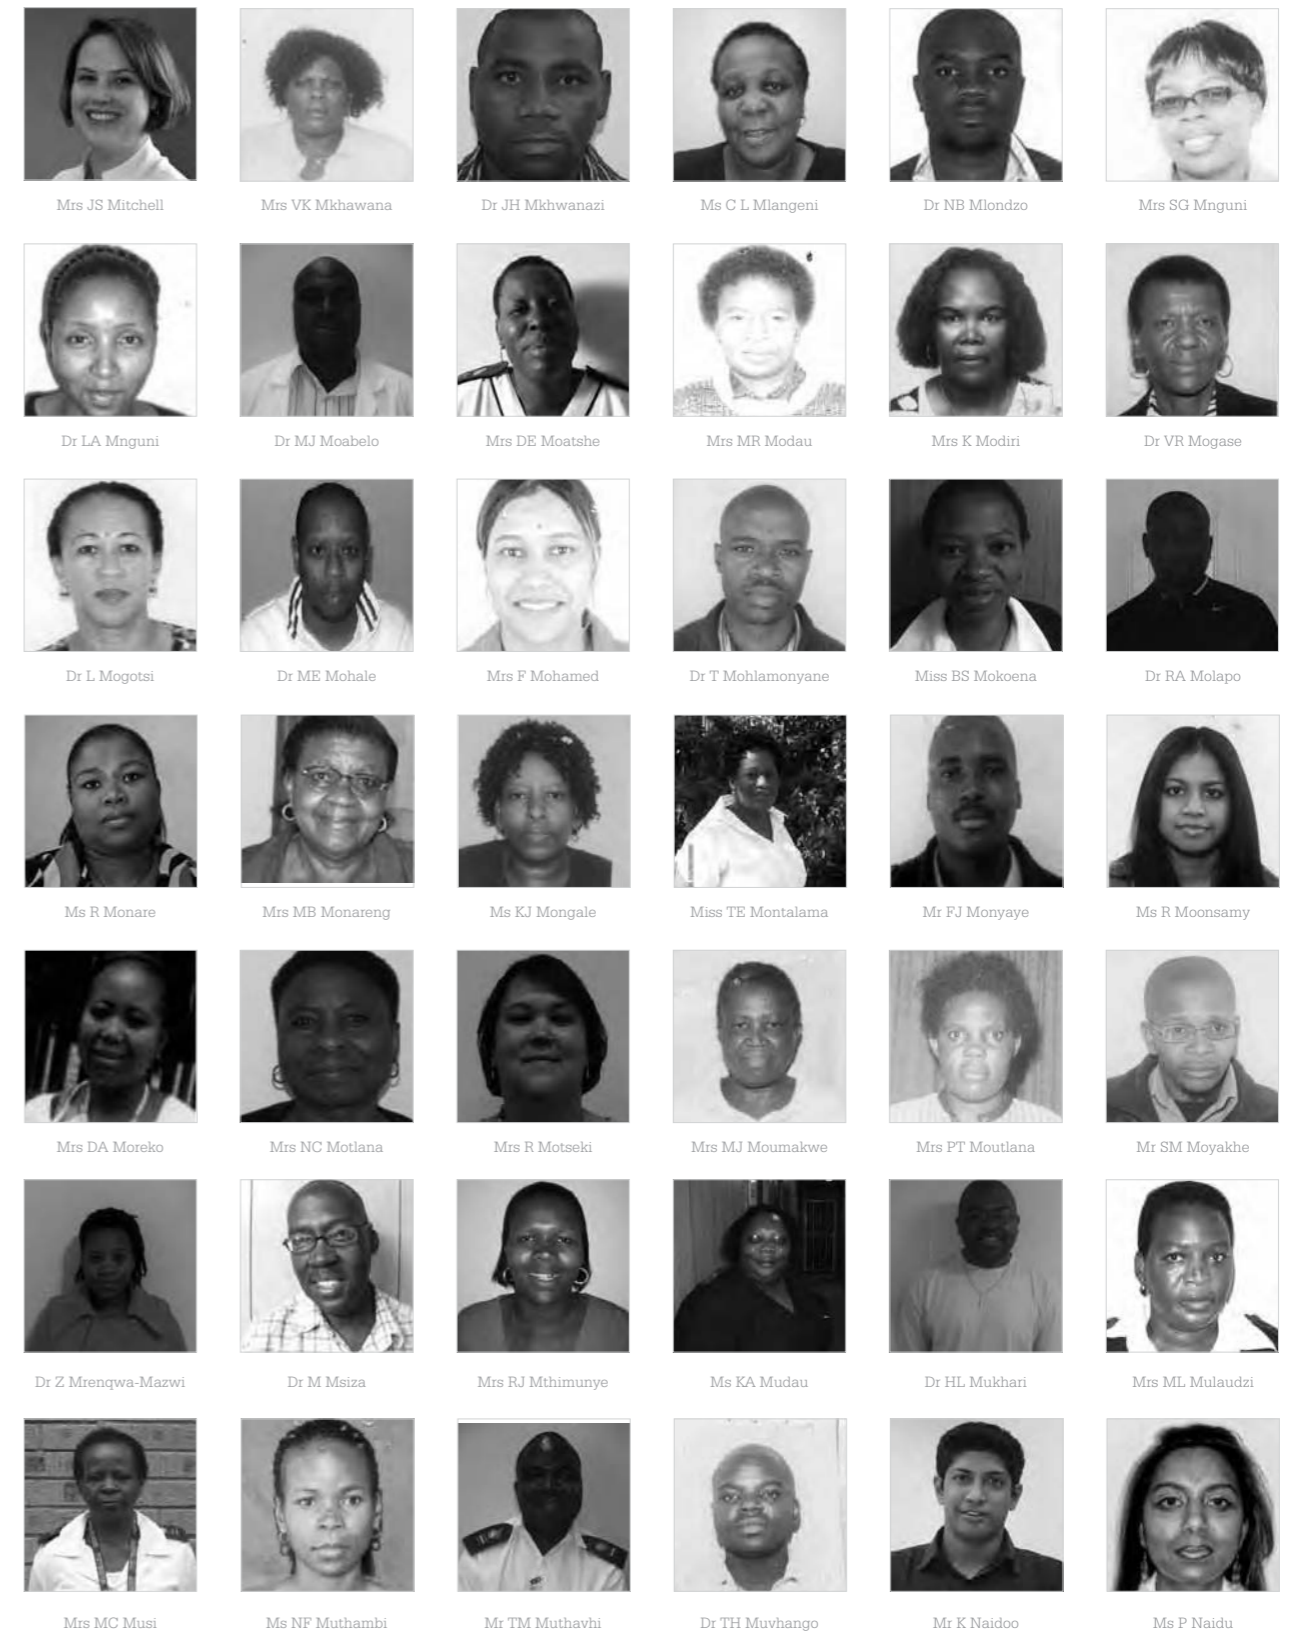 Mrs JS Mitchell
Mrs VK Mkhawana
Dr JH Mkhwanazi
Ms C L Mlangeni
Dr NB Mlondzo
Mrs SG Mnguni
Dr LA Mnguni
Dr MJ Moabelo
Mrs DE Moatshe
Mrs MR Modau
Mrs K Modiri
Dr VR Mogase
Dr L Mogotsi
Dr ME Mohale
Mrs F Mohamed
Dr T Mohlamonyane
Miss BS Mokoena
Dr RA Molapo
Ms R Monare
Mrs MB Monareng
Ms KJ Mongale
Miss TE Montalama
Mr FJ Monyaye
Ms R Moonsamy
Mrs DA Moreko
Mrs NC Motlana
Mrs R Motseki
Mrs MJ Moumakwe
Mrs PT Moutlana
Mr SM Moyakhe
Dr Z Mrenqwa-Mazwi
Dr M Msiza
Mrs RJ Mthimunye
Ms KA Mudau
Dr HL Mukhari
Mrs ML Mulaudzi
Mrs MC Musi
Ms NF Muthambi
Mr TM Muthavhi
Dr TH Muvhango
Mr K Naidoo
Ms P Naidu